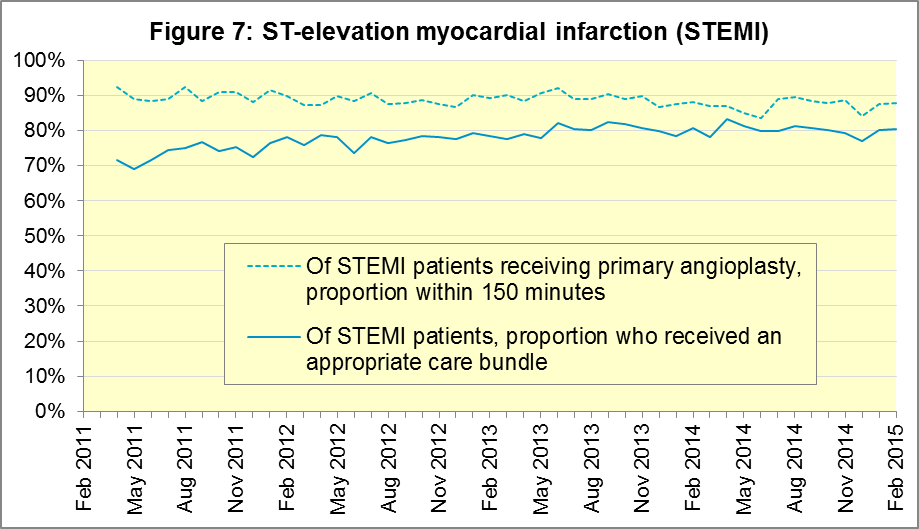 Figure 7: ST-elevation myocardial infarction (STEMI)
100%
90%
80%
70%
60%
50%
40%
30%
20%
10%
0%
Of STEMI patients receiving primary angioplasty,
proportion within 150 minutes
Of STEMI patients, proportion who received an
appropriate care bundle
Feb 2011
May 2011
Aug 2011
Nov 2011
Feb 2012
May 2012
Aug 2012
Nov 2012
Feb 2013
May 2013
Aug 2013
Nov 2013
Feb 2014
May 2014
Aug 2014
Nov 2014
Feb 2015